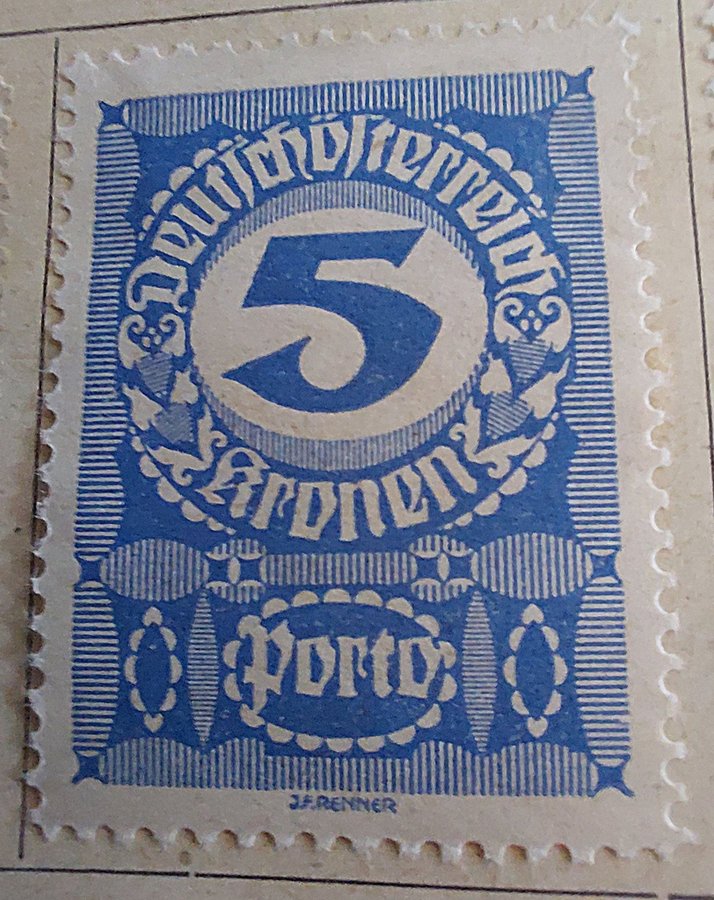 Deutschösterreich
5
Kronen
Porto
J.F.RENNER